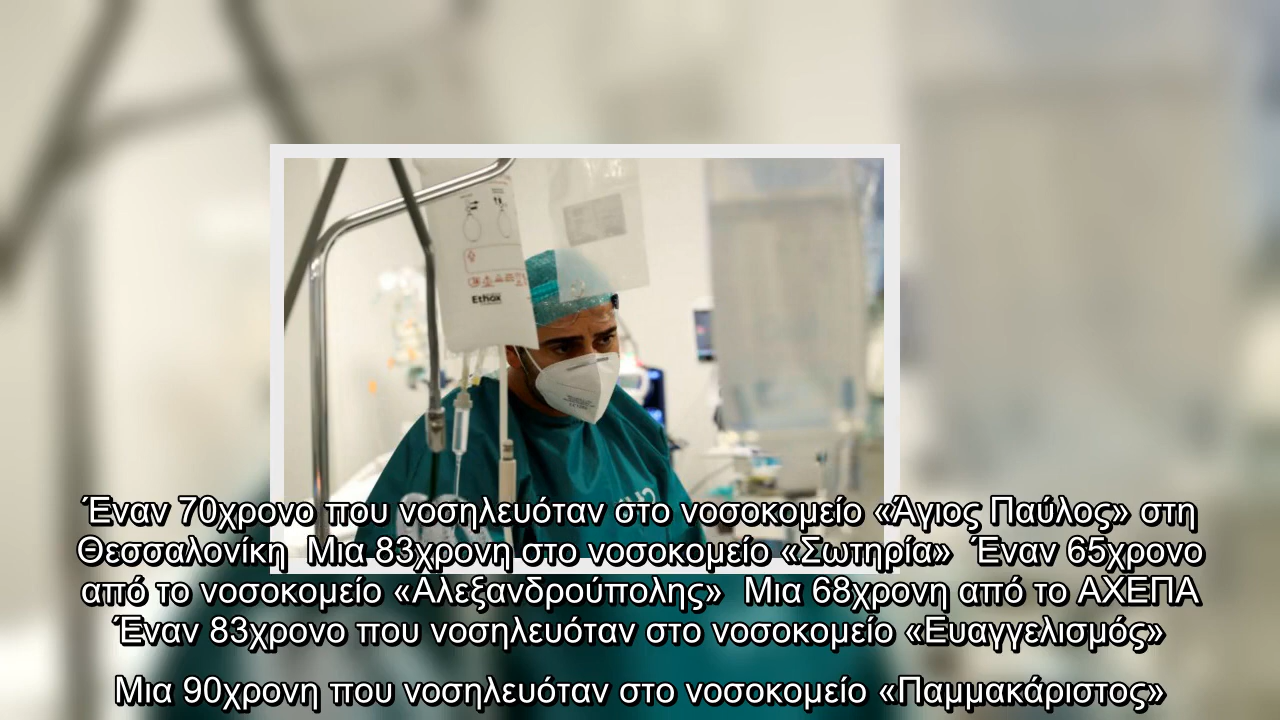 Ethox
Έναν 70χρονο που νοσηλευόταν στο νοσοκομείο «Άγιος Παύλος» στη
Θεσσαλονίκη Μια 83χρονη στο νοσοκομείο «Σωτηρία» Έναν 65χρονο
από το νοσοκομείο «Αλεξανδρούπολης» Μια 68χρονη από το ΑΧΕΠΑ
Έναν 83χρονο που νοσηλευόταν στο νοσοκομείο «Ευαγγελισμός»
Μια 90χρονη που νοσηλευόταν στο νοσοκομείο «Παμμακάριστος»